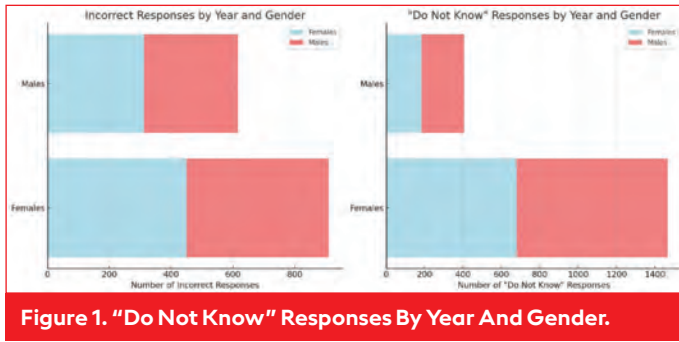 Incorrect Responses by Year and Gender
Females
Males
Males
Females
0 200 400 600 800
Number of Incorrect Responses
"Do Not Know" Responses by Year and Gender
Females
Males
Males
Females
0 200 400 600 800 1000 1200 1400
Number of "Do Not Know" Responses
Figure 1. “Do Not Know” Responses By Year And Gender.